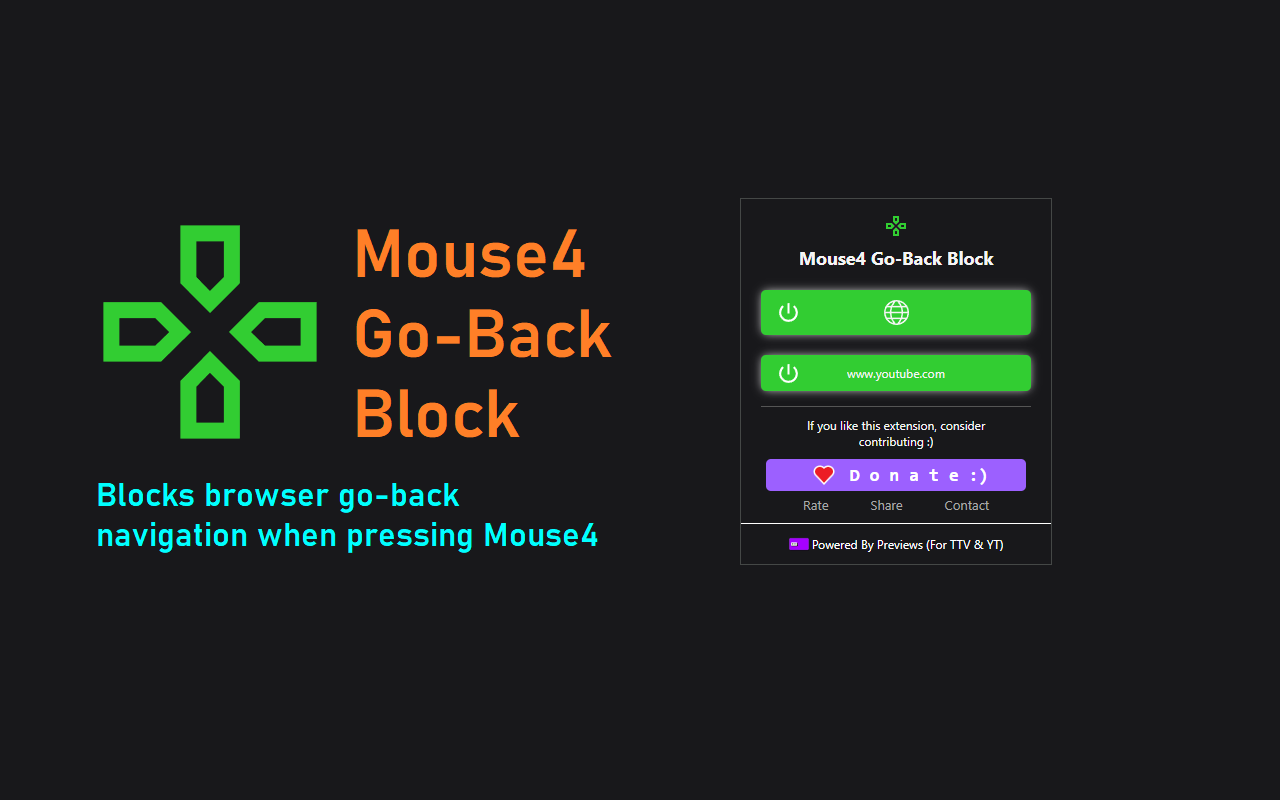 Mouse4
Go-Back
Block
Blocks browser go-back
navigation when pressing Mouse4
Mouse4 Go-Back Block
www.youtube.com
If you like this extension, consider
contributing :)
Donate:)
Rate Share Contact
Powered By Previews (For TTV & YT)